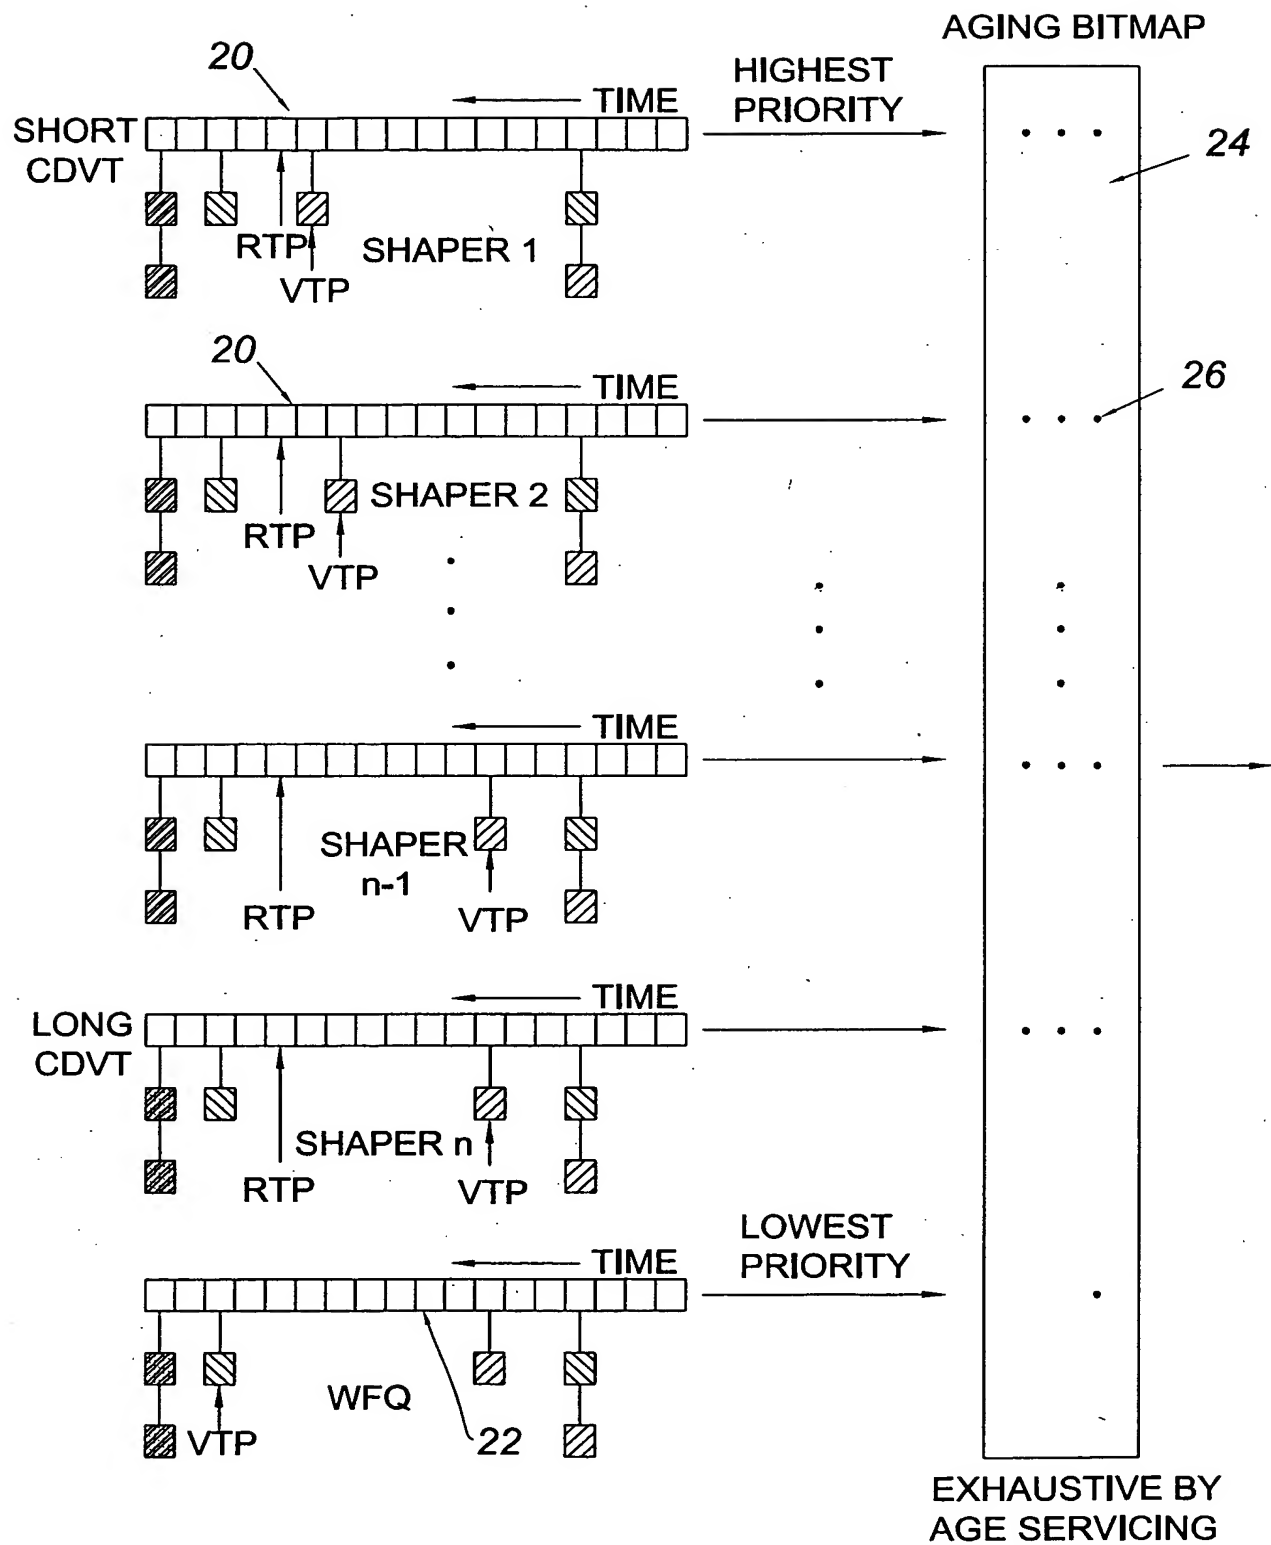 AGING BITMAP
20
TIME
HIGHEST
PRIORITY
SHORT
CDVT
24
RTP
SHAPER 1
VTP
20
TIME
26
SHAPER 2
RTP
VTP
TIME
SHAPER
n-1
RTP
VTP
TIME
LONG
CDVT
SHAPER n
RTP
VTP
LOWEST
PRIORITY
TIME
WFQ
VTP
22
EXHAUSTIVE BY
AGE SERVICING